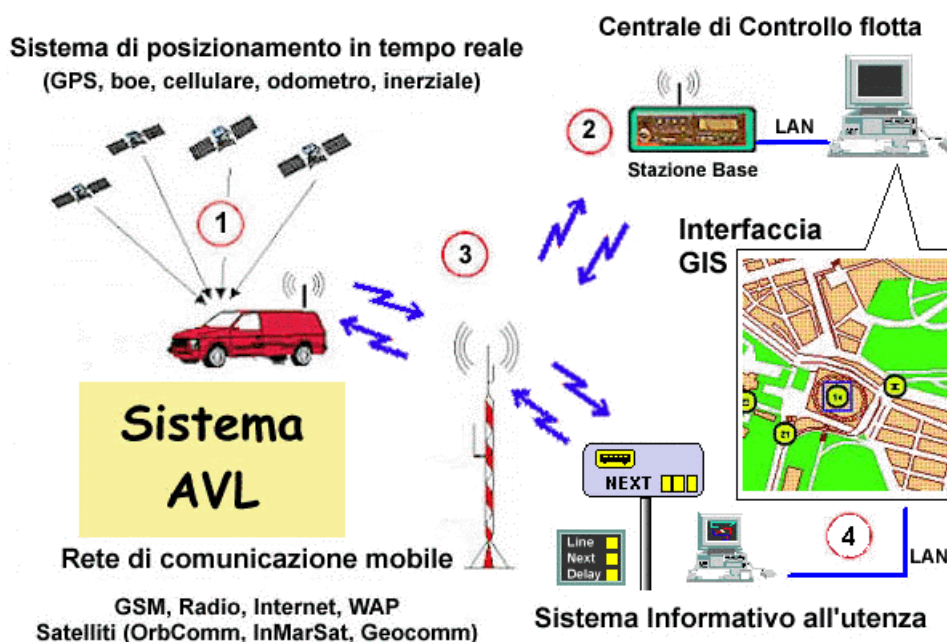 Sistema di posizionamento in tempo reale
(GPS, boe, cellulare, odometro, inerziale)
Centrale di Controllo flotta
1
2
LAN
Stazione Base
3
Interfaccia
GIS
Sistema
AVL
NEXT
21
Line
Next
Delay
4
LAN
Rete di comunicazione mobile
GSM, Radio, Internet, WAP
Satelliti (OrbComm, InMarSat, Geocomm)
Sistema Informativo all'utenza